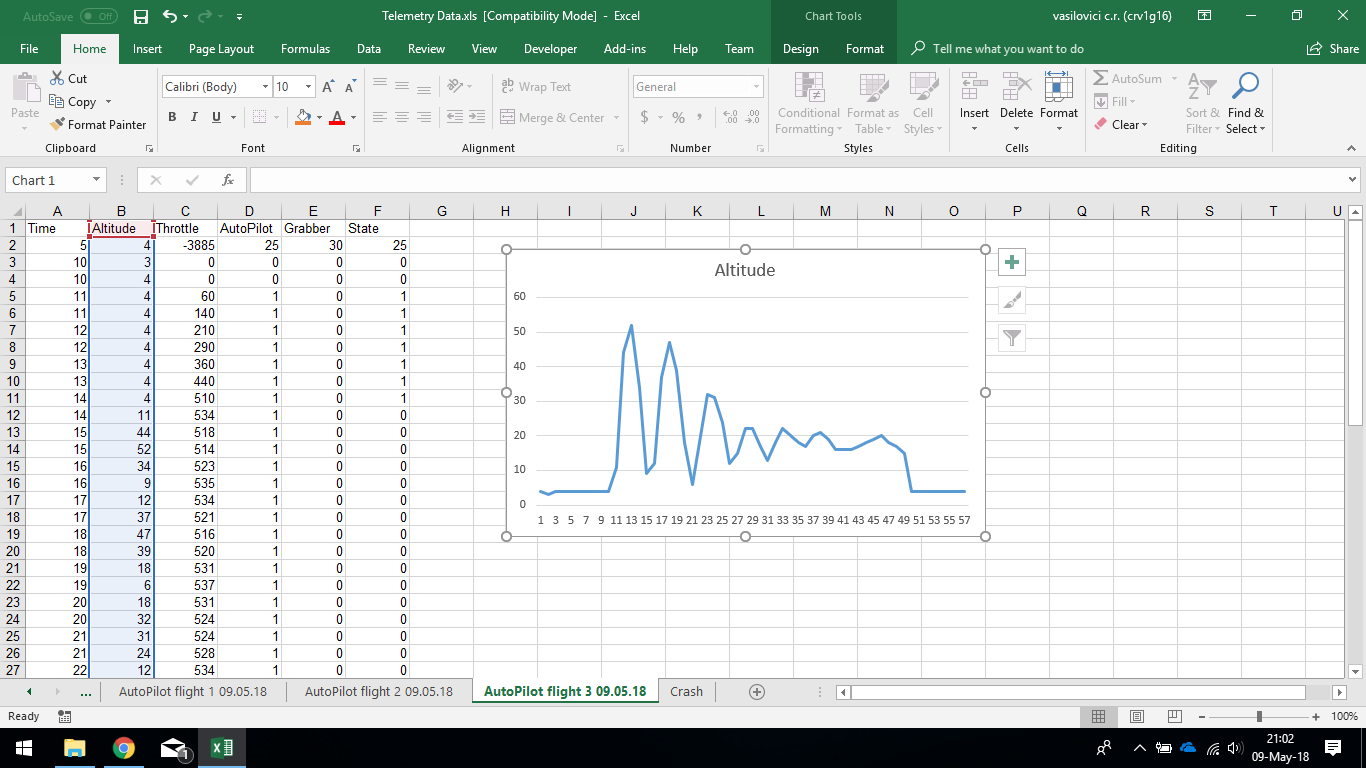 AutoSave Off Telemetry Data.xls [Compatibility Mode] - Excel Chart Tools vasilovici c.r. (crv1g16)
File Home Insert Page Layout Formulas Data Review View Developer Add-ins Help Team Design Format Tell me what you want to do Share
Paste Cut Copy Format Painter Clipboard
Calibri (Body) 10 B I U A A A Font
ab Wrap Text Merge & Center Alignment
General $ % , .00 .0 Number
Conditional Formatting Format as Table Cell Styles Styles
Insert Delete Format Cells
AutoSum Fill Clear Sort & Filter Find & Select Editing
Chart 1 fx
A B C D E F G H I J K L M N O P Q R S T U
1 Time Altitude Throttle AutoPilot Grabber State
2 5 4 -3885 25 30 25
3 10 3 0 0 0 0
4 10 4 0 0 0 0
5 11 4 60 1 0 1
6 11 4 140 1 0 1
7 12 4 210 1 0 1
8 12 4 290 1 0 1
9 13 4 360 1 0 1
10 13 4 440 1 0 1
11 14 4 510 1 0 1
12 14 11 534 1 0 0
13 15 44 518 1 0 0
14 15 52 514 1 0 0
15 16 34 523 1 0 0
16 16 9 535 1 0 0
17 17 12 534 1 0 0
18 17 37 521 1 0 0
19 18 47 516 1 0 0
20 18 39 520 1 0 0
21 19 18 531 1 0 0
22 19 6 537 1 0 0
23 20 18 531 1 0 0
24 20 32 524 1 0 0
25 21 31 524 1 0 0
26 21 24 528 1 0 0
27 22 12 534 1 0 0
Altitude
60
50
40
30
20
10
0
1 3 5 7 9 11 13 15 17 19 21 23 25 27 29 31 33 35 37 39 41 43 45 47 49 51 53 55 57
... AutoPilot flight 1 09.05.18 AutoPilot flight 2 09.05.18 AutoPilot flight 3 09.05.18 Crash
Ready 100%
1 21:02
09-May-18